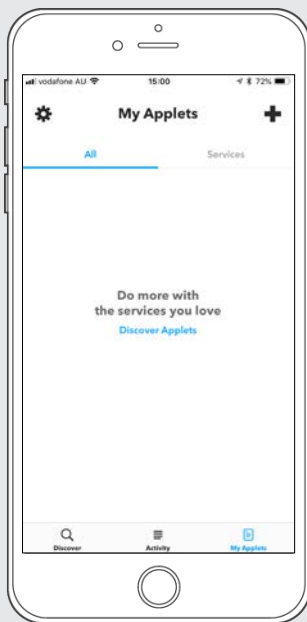 vodafone AU 15:00 72%
My Applets
All Services
Do more with
the services you love
Discover Applets
Discover Activity My Applets